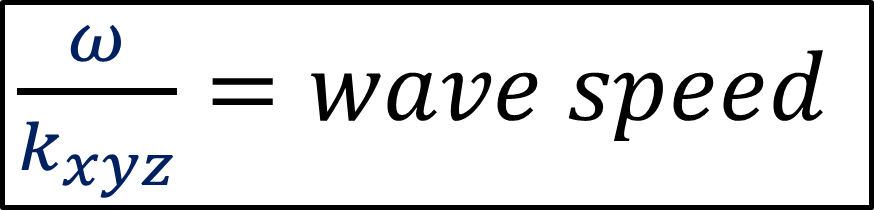 ω
k_xyz = wave speed